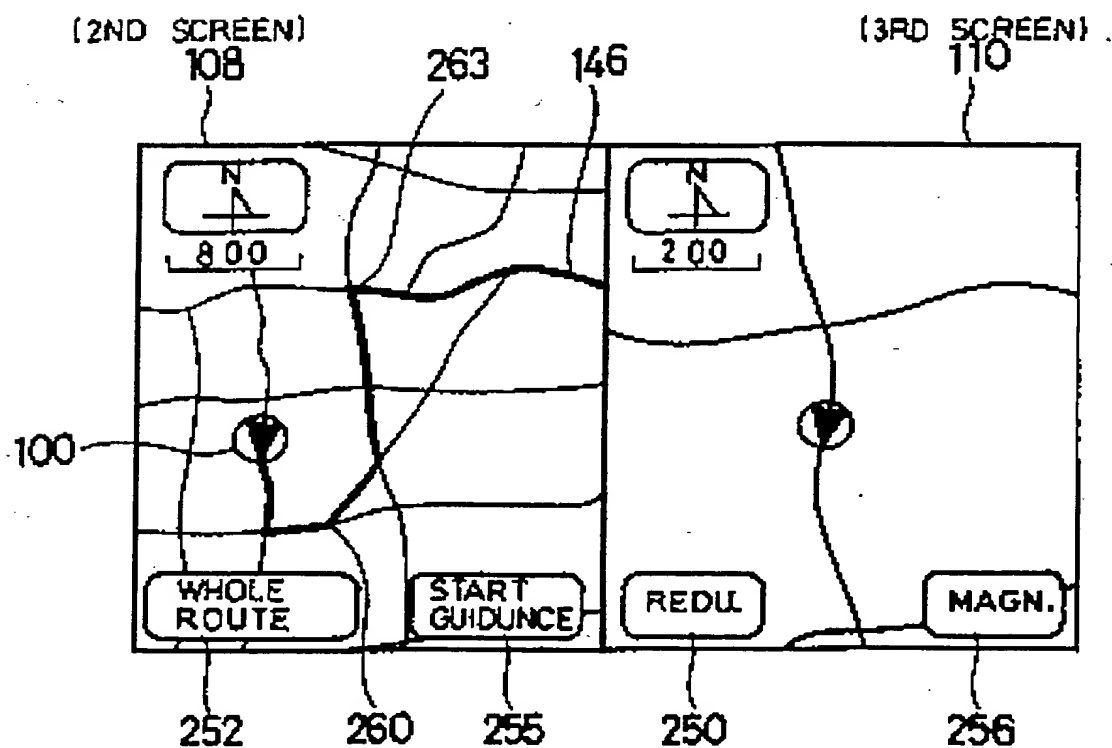 (2ND SCREEN) (3RD SCREEN)
108 263 146 110
N N
800 200
100
WHOLE ROUTE
START GUIDUNCE
REDU.
MAGN.
252 260 255 250 256